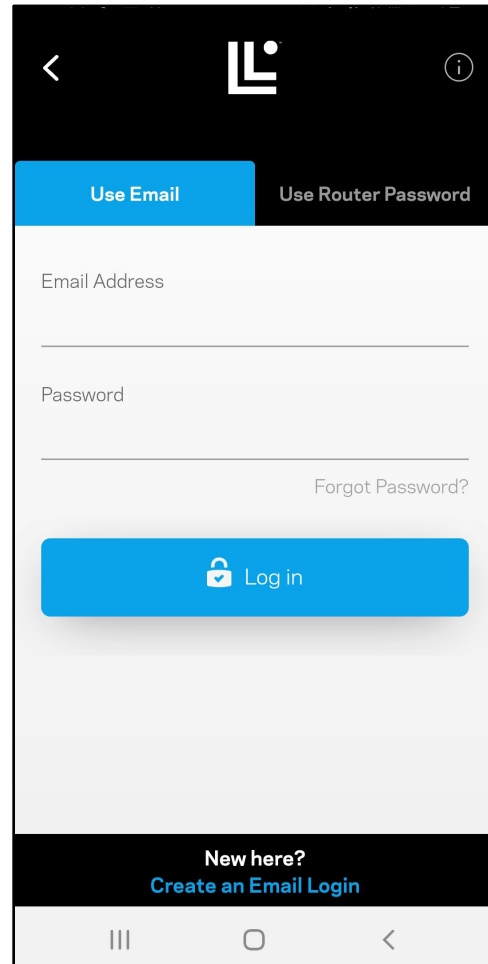 Use Email
Use Router Password
Email Address
Password
Forgot Password?
Log in
New here?
Create an Email Login